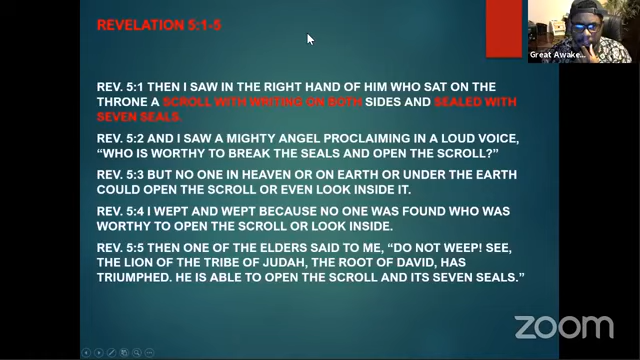 REVELATION 5:1-5
Great Awake
REV. 5:1 THEN I SAW IN THE RIGHT HAND OF HIM WHO SAT ON THE
THRONE A SCROLL WITH WRITING ON BOTH SIDES AND SEALED WITH
SEVEN SEALS.
REV. 5:2 AND I SAW A MIGHTY ANGEL PROCLAIMING IN A LOUD VOICE,
“WHO IS WORTHY TO BREAK THE SEALS AND OPEN THE SCROLL?”
REV. 5:3 BUT NO ONE IN HEAVEN OR ON EARTH OR UNDER THE EARTH
COULD OPEN THE SCROLL OR EVEN LOOK INSIDE IT.
REV. 5:4 I WEPT AND WEPT BECAUSE NO ONE WAS FOUND WHO WAS
WORTHY TO OPEN THE SCROLL OR LOOK INSIDE.
REV. 5:5 THEN ONE OF THE ELDERS SAID TO ME, “DO NOT WEEP! SEE,
THE LION OF THE TRIBE OF JUDAH, THE ROOT OF DAVID, HAS
TRIUMPHED. HE IS ABLE TO OPEN THE SCROLL AND ITS SEVEN SEALS.”
zoom